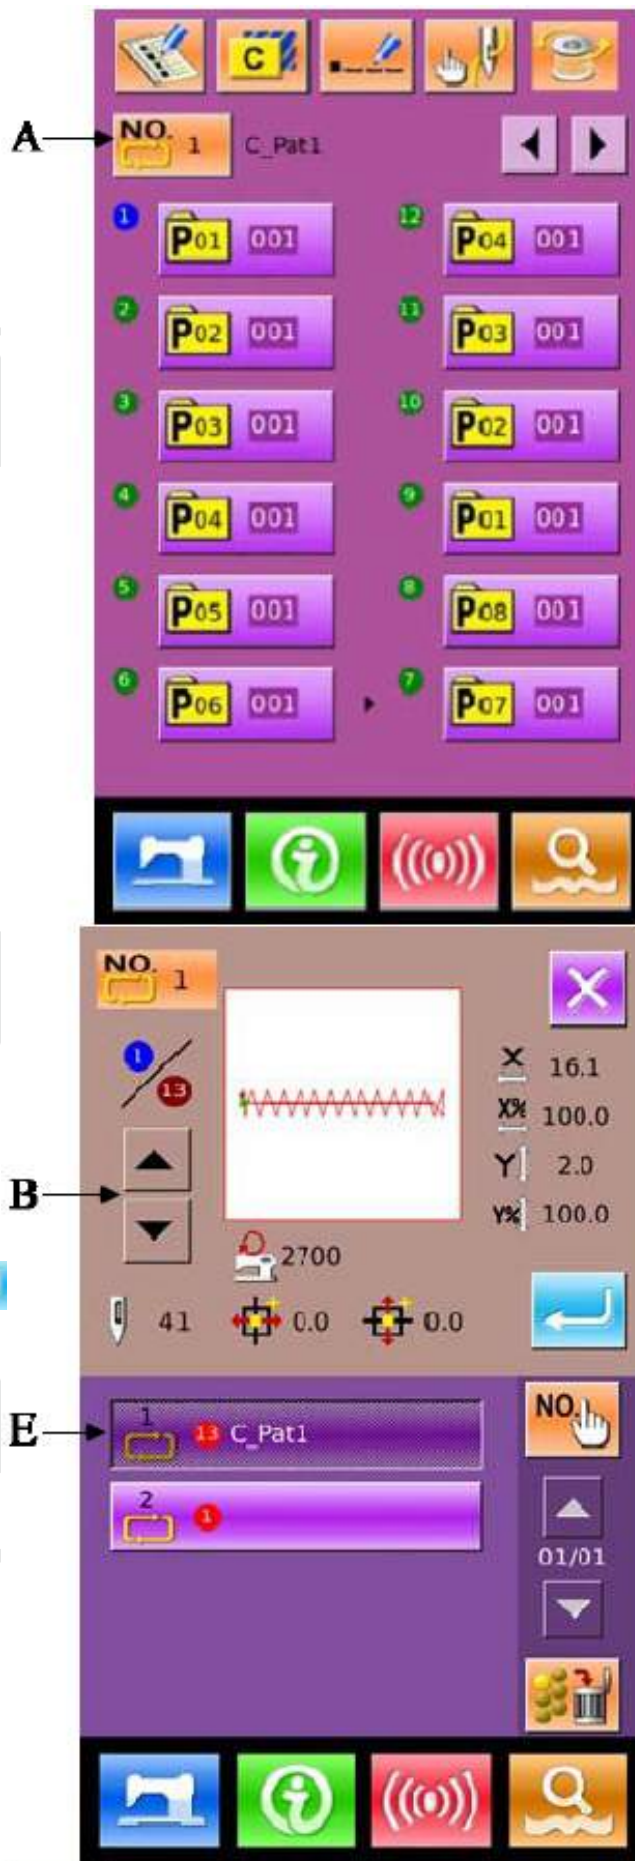 C
A NO. 1 C_Pat1
1 P01 001 12 P04 001
2 P02 001 11 P03 001
3 P03 001 10 P02 001
4 P04 001 9 P01 001
5 P05 001 8 P08 001
6 P06 001 7 P07 001
NO. 1
1/13 X 16.1
X% 100.0
Y 2.0
B Y% 100.0
2700
41 0.0 0.0
E 1 13 C_Pat1 NO.
2 1
01/01